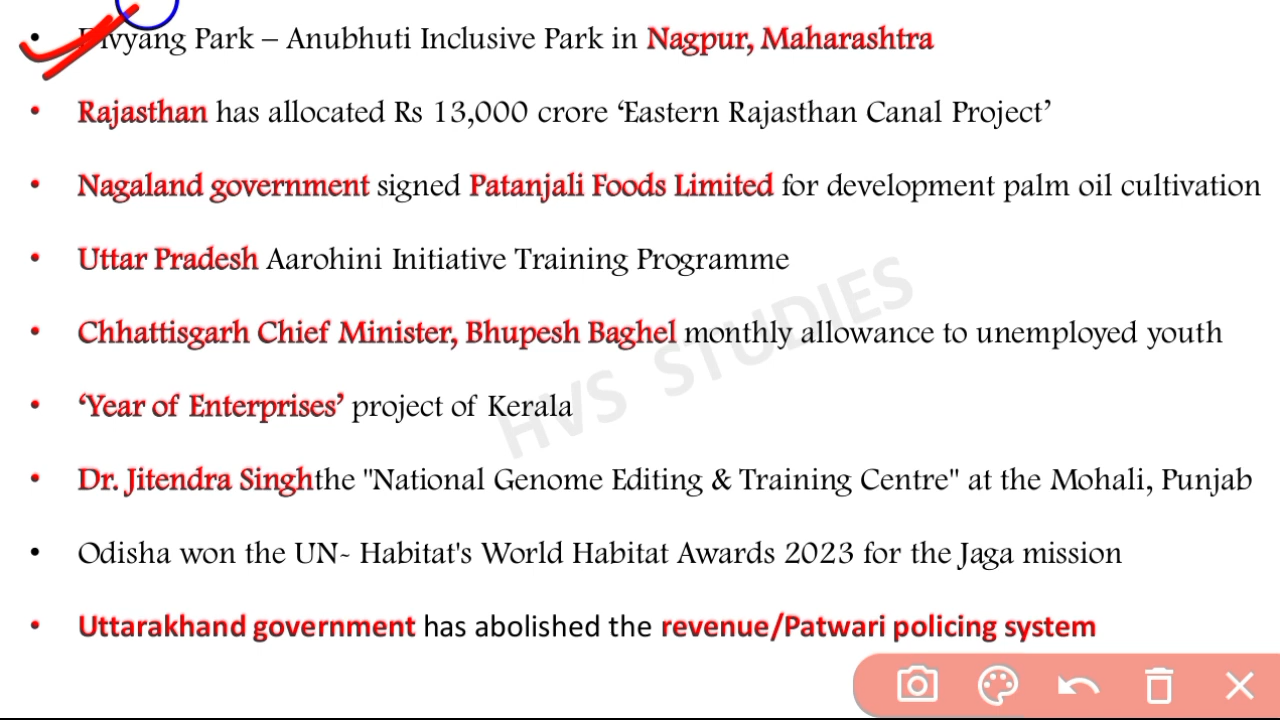 • Divyang Park – Anubhuti Inclusive Park in Nagpur, Maharashtra
• Rajasthan has allocated Rs 13,000 crore ‘Eastern Rajasthan Canal Project’
• Nagaland government signed Patanjali Foods Limited for development palm oil cultivation
• Uttar Pradesh Aarohini Initiative Training Programme
• Chhattisgarh Chief Minister, Bhupesh Baghel monthly allowance to unemployed youth
• ‘Year of Enterprises’ project of Kerala
• Dr. Jitendra Singhthe "National Genome Editing & Training Centre" at the Mohali, Punjab
• Odisha won the UN- Habitat's World Habitat Awards 2023 for the Jaga mission
• Uttarakhand government has abolished the revenue/Patwari policing system
HVS STUDIES